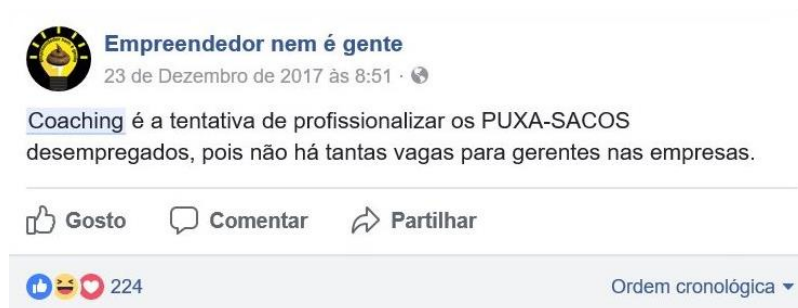 Empreendedor nem é gente
23 de Dezembro de 2017 às 8:51 ·
Coaching é a tentativa de profissionalizar os PUXA-SACOS
desempregados, pois não há tantas vagas para gerentes nas empresas.
Gosto Comentar Partilhar
224 Ordem cronológica